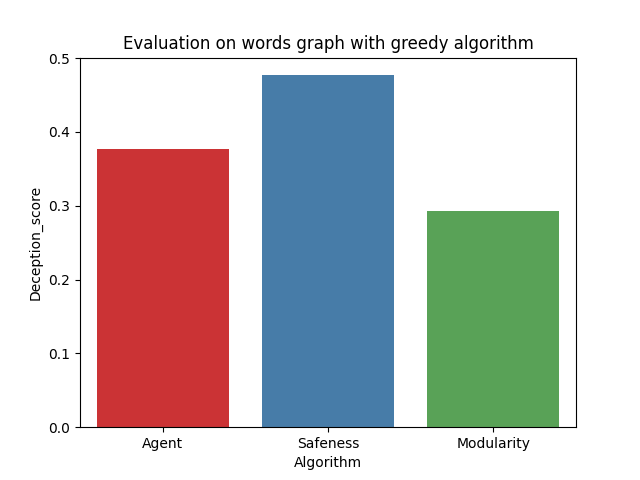 Evaluation on words graph with greedy algorithm
0.5
0.4
0.3
0.2
0.1
0.0
Deception_score
Agent
Safeness
Modularity
Algorithm